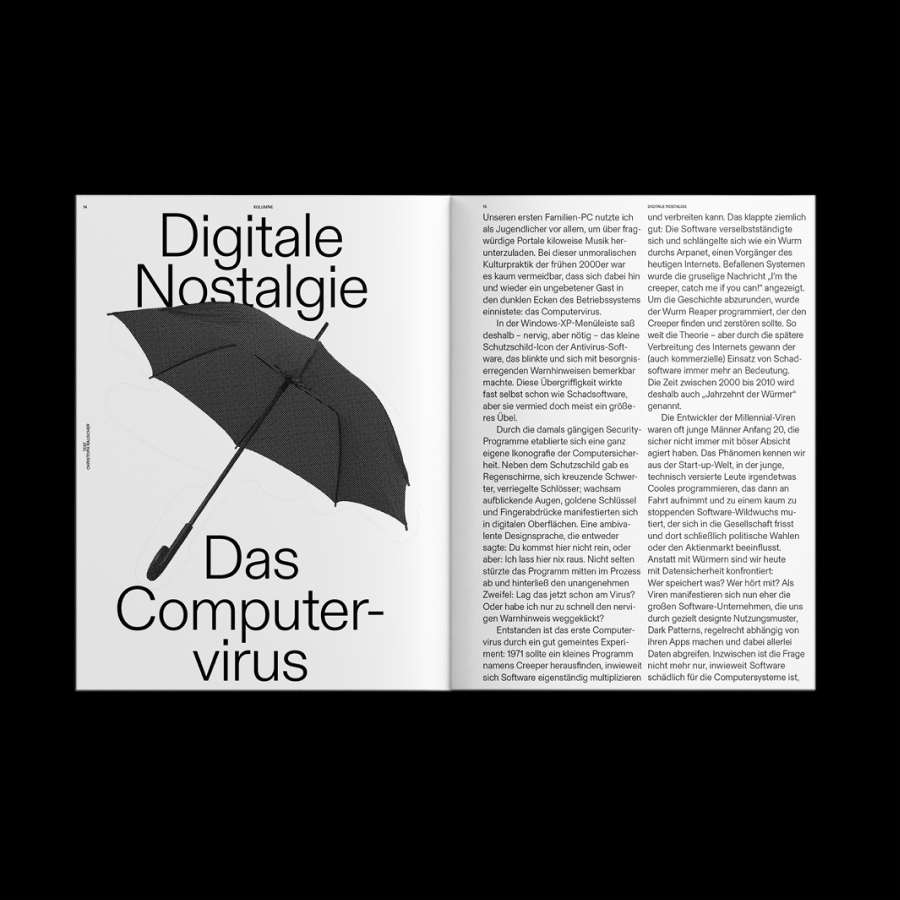 14
KOLUMNE
Digitale
Nostalgie
TEXT
CHRISTOPH RAUSCHER
Das
Computer-
virus
15
DIGITALE NOSTALGIE
Unseren ersten Familien-PC nutzte ich
als Jugendlicher vor allem, um über frag-
würdige Portale kiloweise Musik her-
unterzuladen. Bei dieser unmoralischen
Kulturpraktik der frühen 2000er war
es kaum vermeidbar, dass sich dabei hin
und wieder ein ungebetener Gast in
den dunklen Ecken des Betriebssystems
einnistete: das Computervirus.
In der Windows-XP-Menüleiste saß
deshalb – nervig, aber nötig – das kleine
Schutzschild-Icon der Antivirus-Soft-
ware, das blinkte und sich mit besorgnis-
erregenden Warnhinweisen bemerkbar
machte. Diese Übergriffigkeit wirkte
fast selbst schon wie Schadsoftware,
aber sie vermied doch meist ein größe-
res Übel.
Durch die damals gängigen Security-
Programme etablierte sich eine ganz
eigene Ikonografie der Computersicher-
heit. Neben dem Schutzschild gab es
Regenschirme, sich kreuzende Schwer-
ter, verriegelte Schlösser; wachsam
aufblickende Augen, goldene Schlüssel
und Fingerabdrücke manifestierten sich
in digitalen Oberflächen. Eine ambiva-
lente Designsprache, die entweder
sagte: Du kommst hier nicht rein, oder
aber: Ich lass hier nix raus. Nicht selten
stürzte das Programm mitten im Prozess
ab und hinterließ den unangenehmen
Zweifel: Lag das jetzt schon am Virus?
Oder habe ich nur zu schnell den nervi-
gen Warnhinweis weggeklickt?
Entstanden ist das erste Computer-
virus durch ein gut gemeintes Experi-
ment: 1971 sollte ein kleines Programm
namens Creeper herausfinden, inwieweit
sich Software eigenständig multiplizieren
und verbreiten kann. Das klappte ziemlich
gut: Die Software verselbstständigte
sich und schlängelte sich wie ein Wurm
durchs Arpanet, einen Vorgänger des
heutigen Internets. Befallenen Systemen
wurde die gruselige Nachricht „I'm the
creeper, catch me if you can!“ angezeigt.
Um die Geschichte abzurunden, wurde
der Wurm Reaper programmiert, der den
Creeper finden und zerstören sollte. So
weit die Theorie – aber durch die spätere
Verbreitung des Internets gewann der
(auch kommerzielle) Einsatz von Schad-
software immer mehr an Bedeutung.
Die Zeit zwischen 2000 bis 2010 wird
deshalb auch „Jahrzehnt der Würmer“
genannt.
Die Entwickler der Millennial-Viren
waren oft junge Männer Anfang 20, die
sicher nicht immer mit böser Absicht
agiert haben. Das Phänomen kennen wir
aus der Start-up-Welt, in der junge,
technisch versierte Leute irgendetwas
Cooles programmieren, das dann an
Fahrt aufnimmt und zu einem kaum zu
stoppenden Software-Wildwuchs mu-
tiert, der sich in die Gesellschaft frisst
und dort schließlich politische Wahlen
oder den Aktienmarkt beeinflusst.
Anstatt mit Würmern sind wir heute
mit Datensicherheit konfrontiert:
Wer speichert was? Wer hört mit? Als
Viren manifestieren sich nun eher die
großen Software-Unternehmen, die uns
durch gezielt designte Nutzungsmuster,
Dark Patterns, regelrecht abhängig von
ihren Apps machen und dabei allerlei
Daten abgreifen. Inzwischen ist die Frage
nicht mehr nur, inwieweit Software
schädlich für die Computersysteme ist,